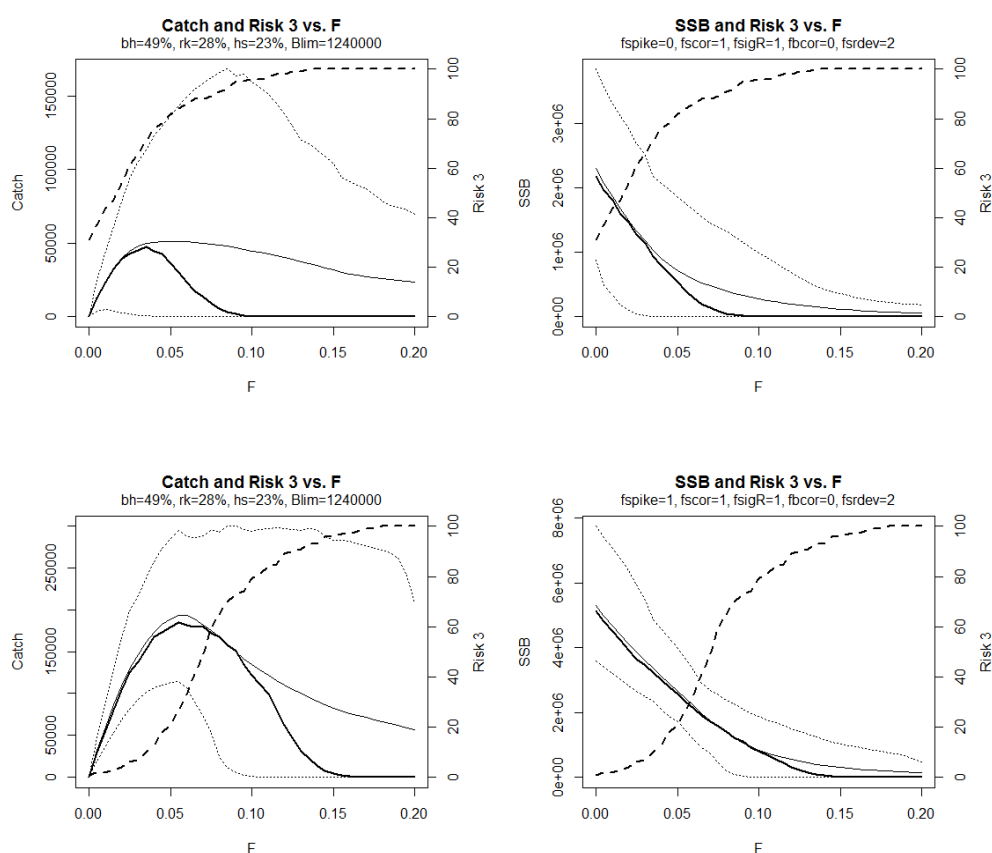 Catch and Risk 3 vs. F
bh=49%, rk=28%, hs=23%, Blim=1240000
Catch
0
50000
100000
150000
Risk 3
0
20
40
60
80
100
0.00 0.05 0.10 0.15 0.20
F
SSB and Risk 3 vs. F
fspike=0, fscor=1, fsigR=1, fbcor=0, fsrdev=2
SSB
0e+00
1e+06
2e+06
3e+06
Risk 3
0
20
40
60
80
100
0.00 0.05 0.10 0.15 0.20
F
Catch and Risk 3 vs. F
bh=49%, rk=28%, hs=23%, Blim=1240000
Catch
0
50000
150000
250000
Risk 3
0
20
40
60
80
100
0.00 0.05 0.10 0.15 0.20
F
SSB and Risk 3 vs. F
fspike=1, fscor=1, fsigR=1, fbcor=0, fsrdev=2
SSB
0e+00
2e+06
4e+06
6e+06
8e+06
Risk 3
0
20
40
60
80
100
0.00 0.05 0.10 0.15 0.20
F